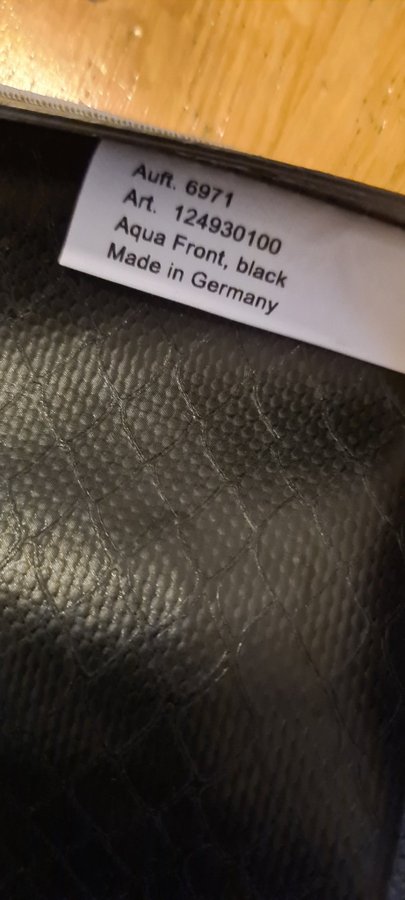 Auft. 6971
Art. 124930100
Aqua Front, black
Made in Germany